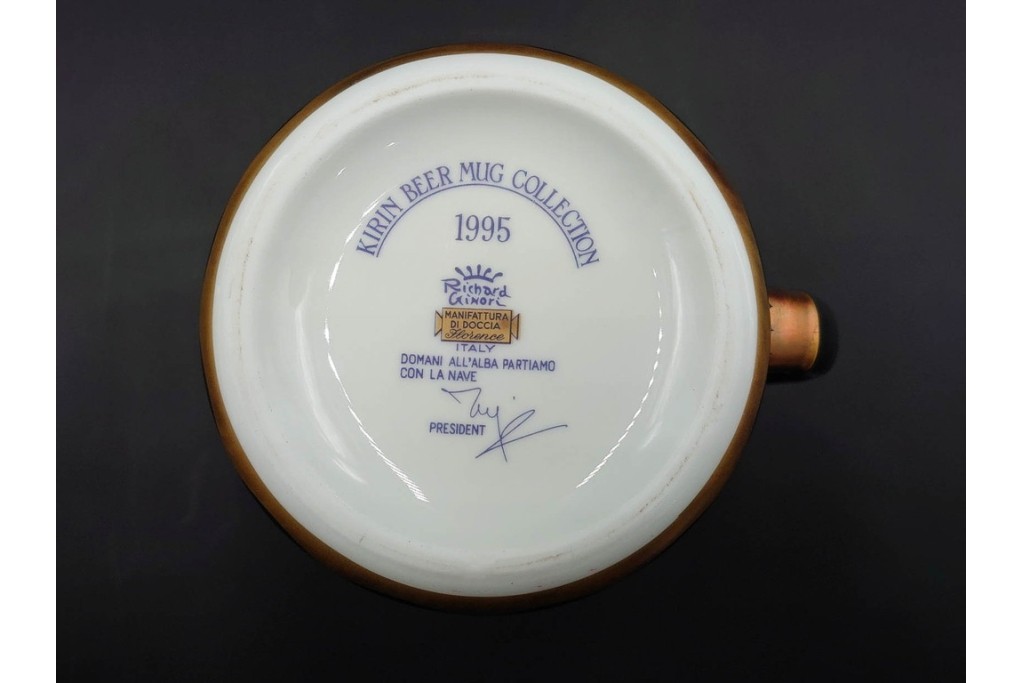 KIRIN BEER MUG COLLECTION
1995
Richard
Ginori
MANIFATTURA
DI DOCCIA
Florence
ITALY
DOMANI ALL'ALBA PARTIAMO
CON LA NAVE
PRESIDENT